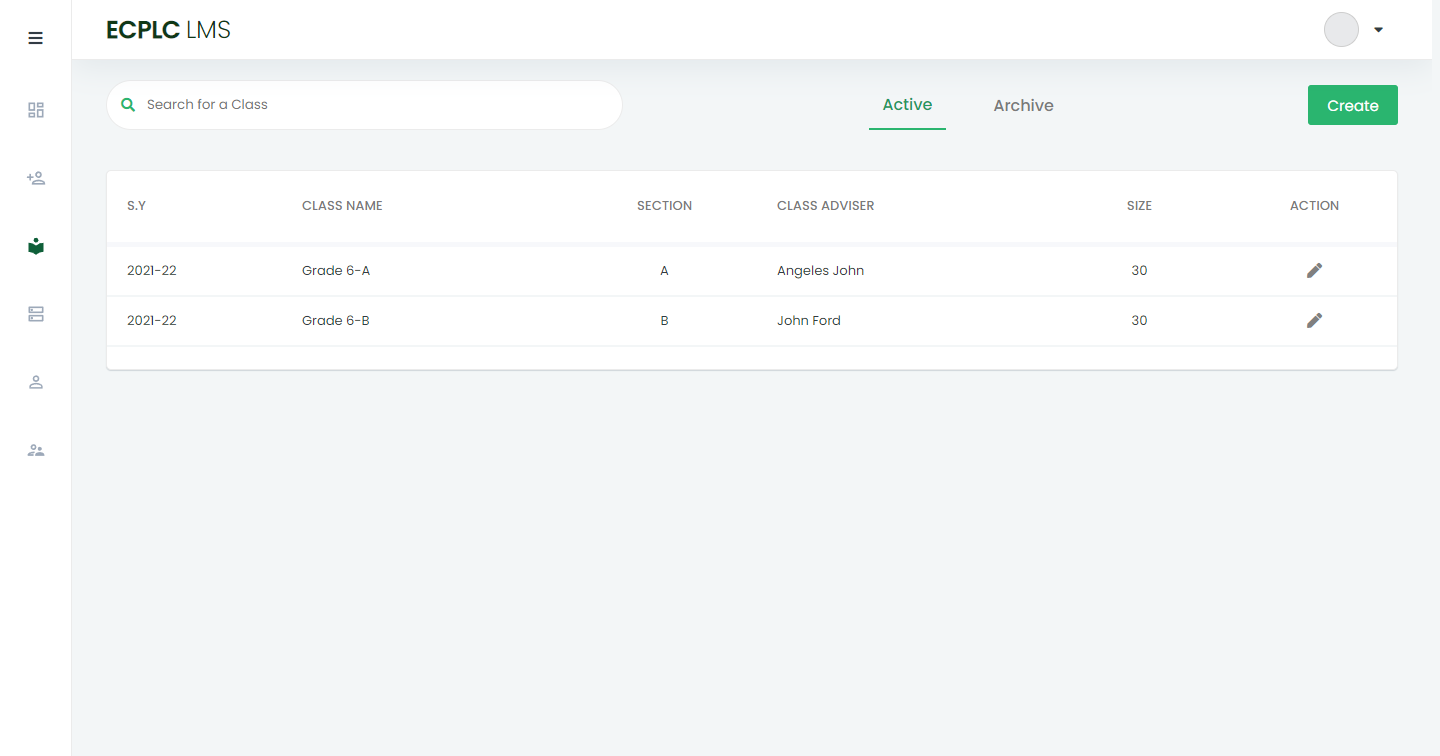 ECPLC LMS
Search for a Class
Active Archive Create
S.Y CLASS NAME SECTION CLASS ADVISER SIZE ACTION
2021-22 Grade 6-A A Angeles John 30
2021-22 Grade 6-B B John Ford 30